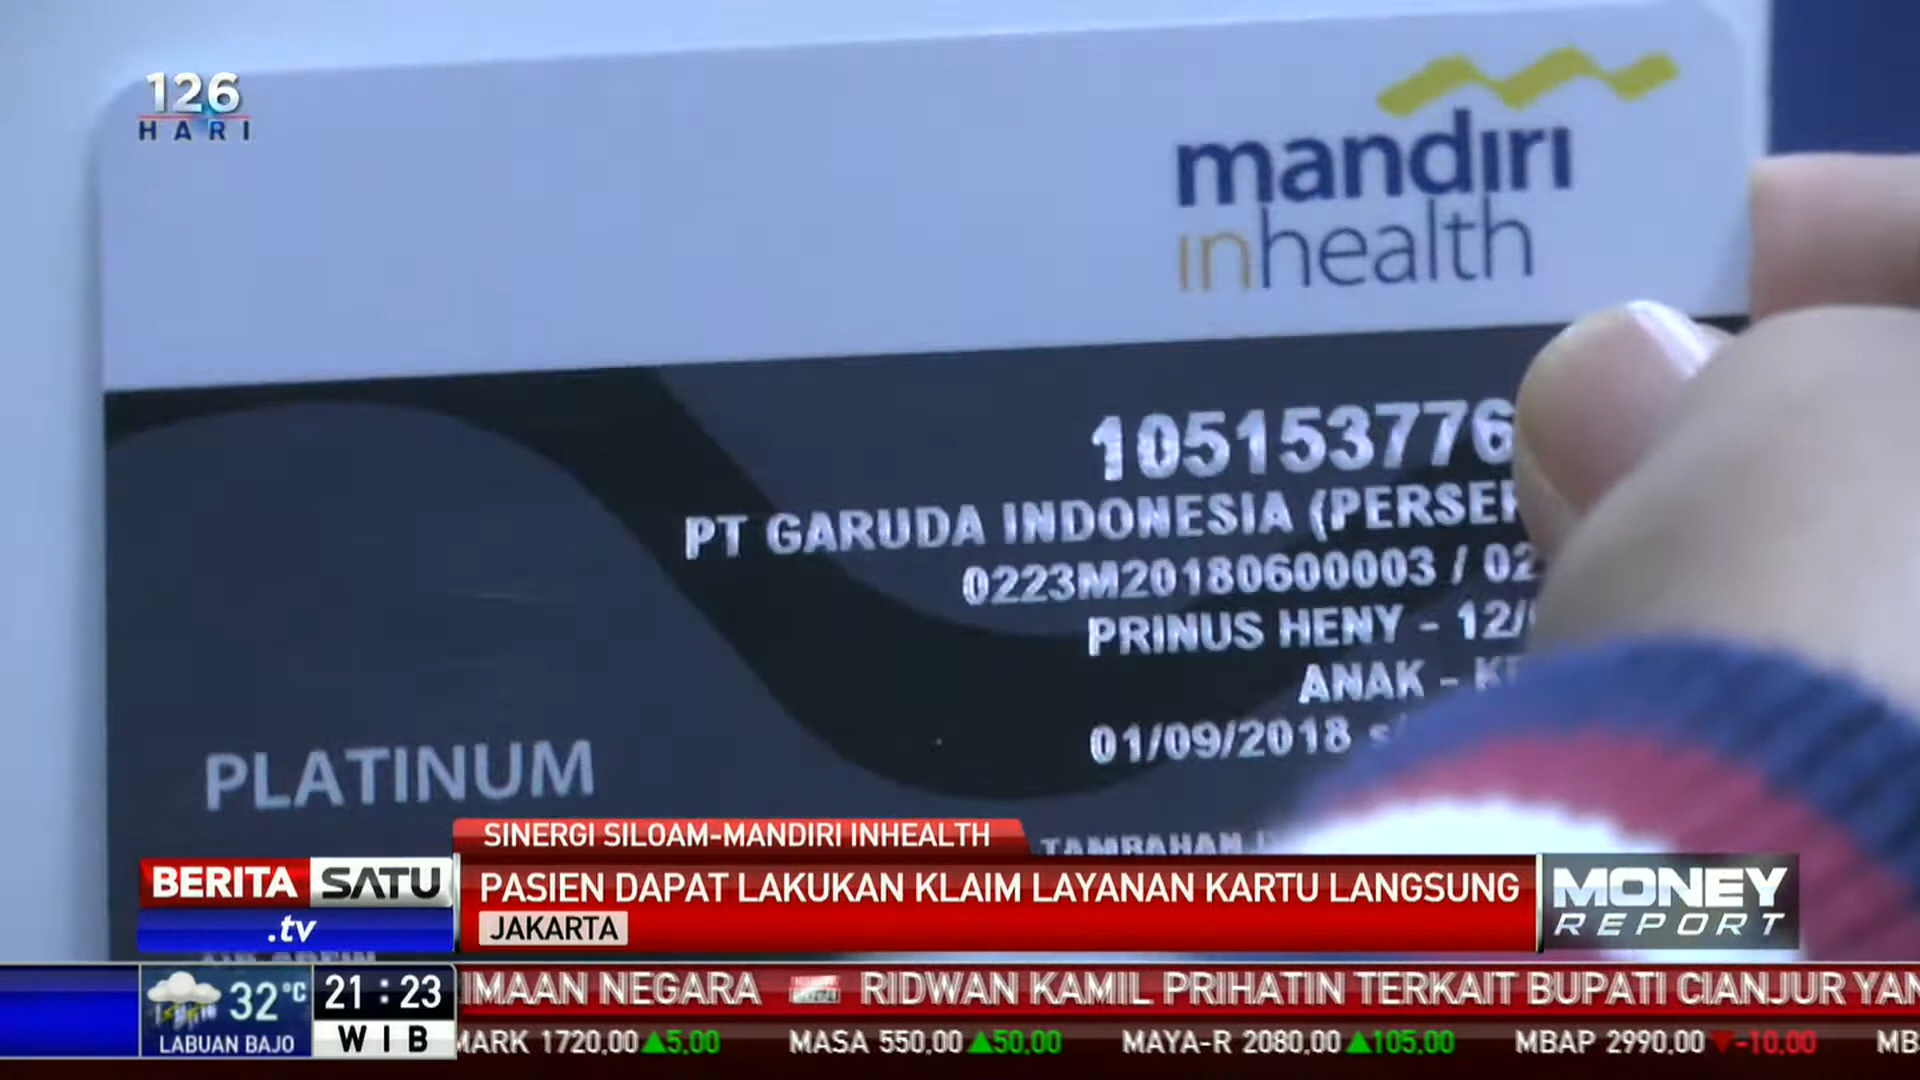 126
HARI
mandiri
inhealth
105153776
PT GARUDA INDONESIA (PERSER
0223M20180600003 / 02
PRINUS HENY - 12/
ANAK - K
01/09/2018 s/
PLATINUM
TAMBAHAN
SINERGI SILOAM-MANDIRI INHEALTH
BERITA SATU
.tv
PASIEN DAPAT LAKUKAN KLAIM LAYANAN KARTU LANGSUNG
JAKARTA
MONEY
REPORT
32°C
LABUAN BAJO
21:23
WIB
IMAAN NEGARA RIDWAN KAMIL PRIHATIN TERKAIT BUPATI CIANJUR YAN
MARK 1720,00 ▲5.00 MASA 550,00 ▲50.00 MAYA-R 2080,00 ▲105.00 MBAP 2990,00 ▼-10.00 MB